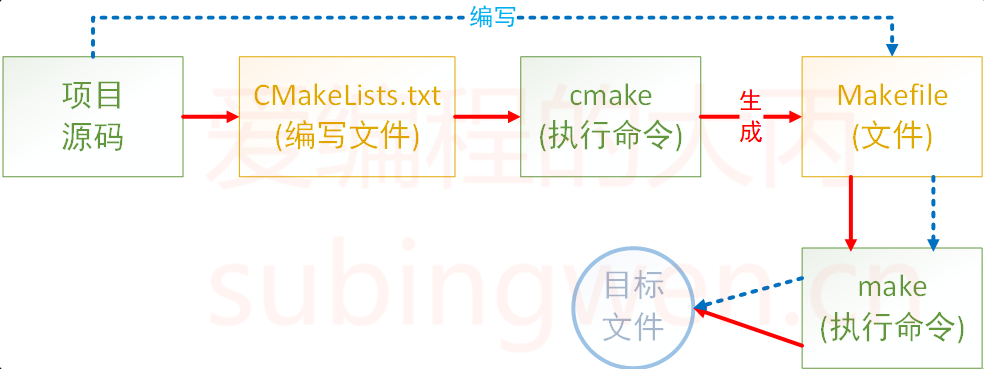 编写
项目
源码
CMakeLists.txt
(编写文件)
cmake
(执行命令)
生
成
Makefile
(文件)
爱编程的大丙
目标
文件
make
(执行命令)
subingwen.cn